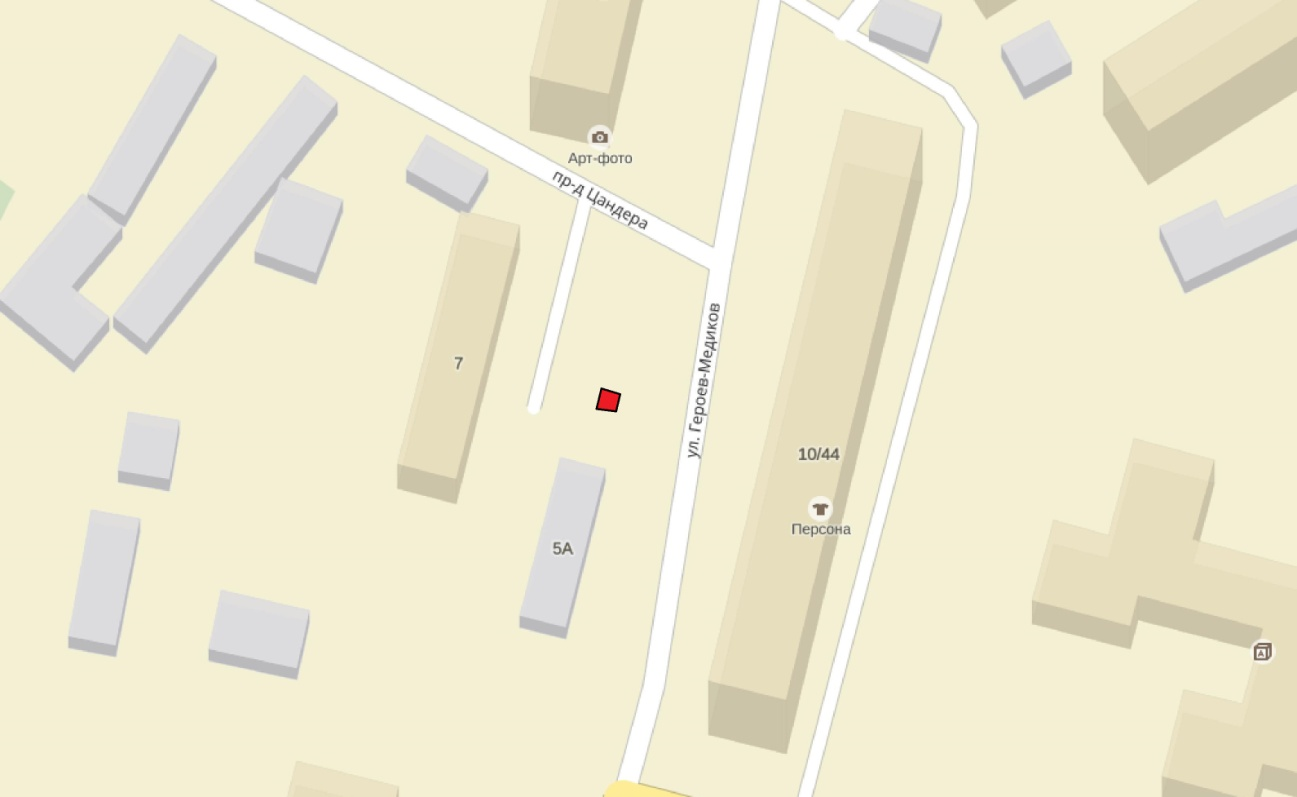 Арт-фото
пр-д Цандера
ул. Героев-Медиков
7
10/44
Персона
5А
A